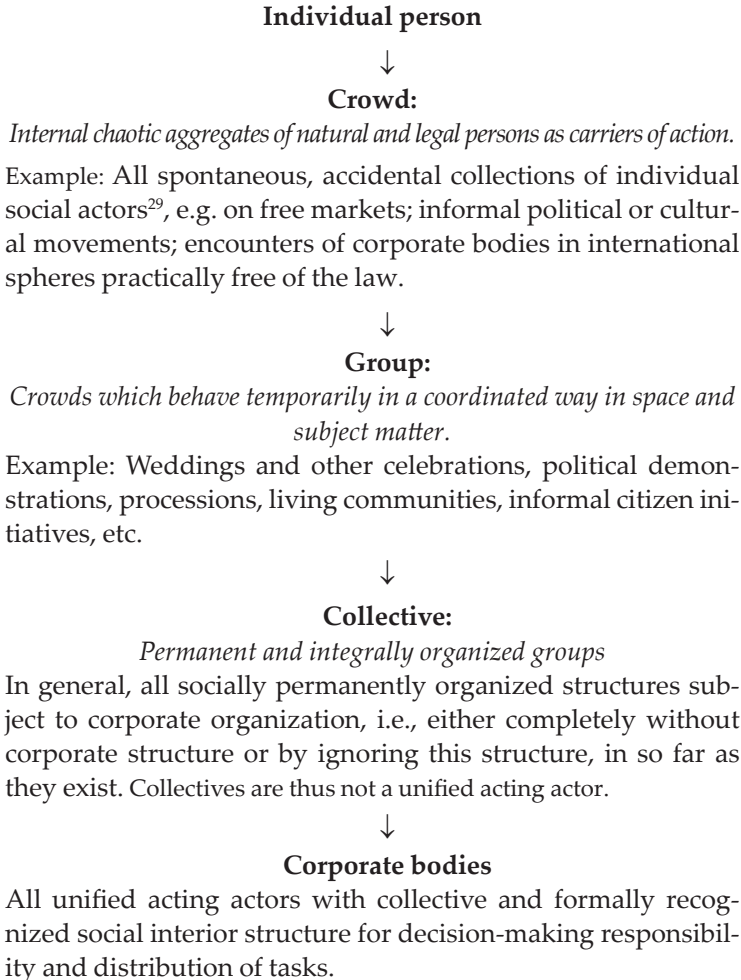 Individual person
↓
Crowd:
Internal chaotic aggregates of natural and legal persons as carriers of action.
Example: All spontaneous, accidental collections of individual
social actors²⁹, e.g. on free markets; informal political or cultur-
al movements; encounters of corporate bodies in international
spheres practically free of the law.
↓
Group:
Crowds which behave temporarily in a coordinated way in space and
subject matter.
Example: Weddings and other celebrations, political demon-
strations, processions, living communities, informal citizen ini-
tiatives, etc.
↓
Collective:
Permanent and integrally organized groups
In general, all socially permanently organized structures sub-
ject to corporate organization, i.e., either completely without
corporate structure or by ignoring this structure, in so far as
they exist. Collectives are thus not a unified acting actor.
↓
Corporate bodies
All unified acting actors with collective and formally recog-
nized social interior structure for decision-making responsibil-
ity and distribution of tasks.